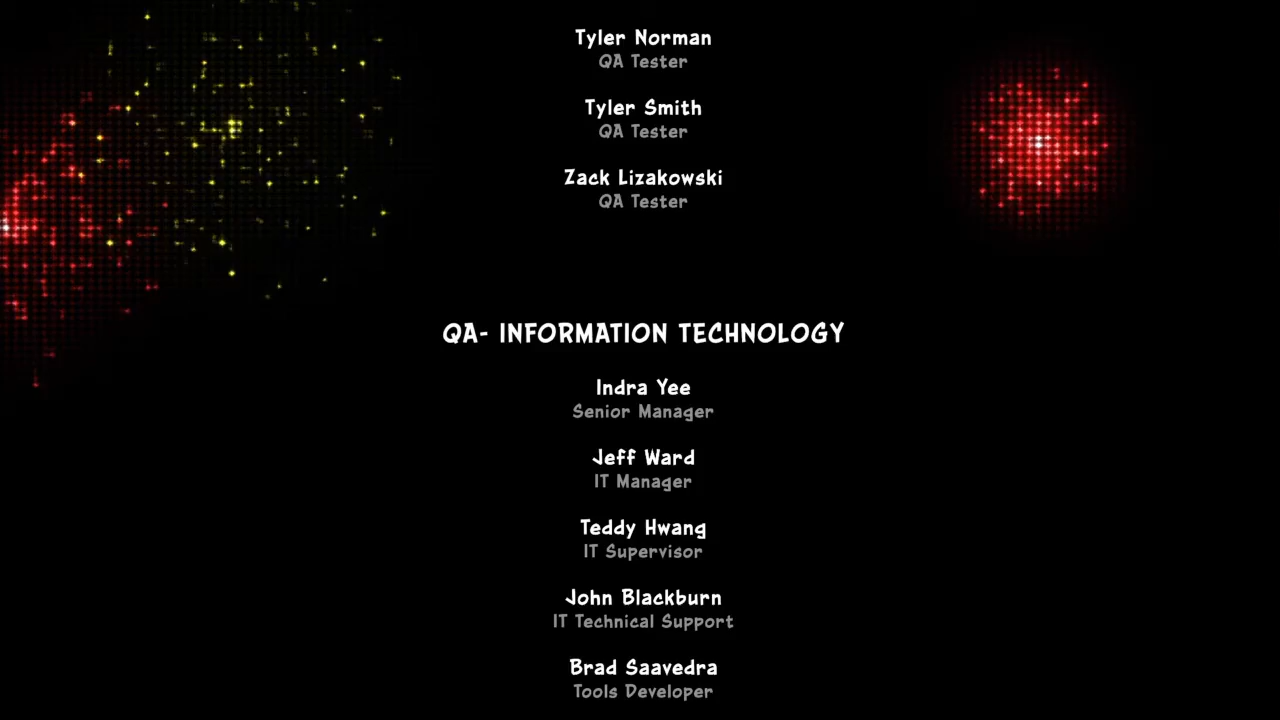 Tyler Norman
QA Tester
Tyler Smith
QA Tester
Zack Lizakowski
QA Tester
QA- INFORMATION TECHNOLOGY
Indra Yee
Senior Manager
Jeff Ward
IT Manager
Teddy Hwang
IT Supervisor
John Blackburn
IT Technical Support
Brad Saavedra
Tools Developer